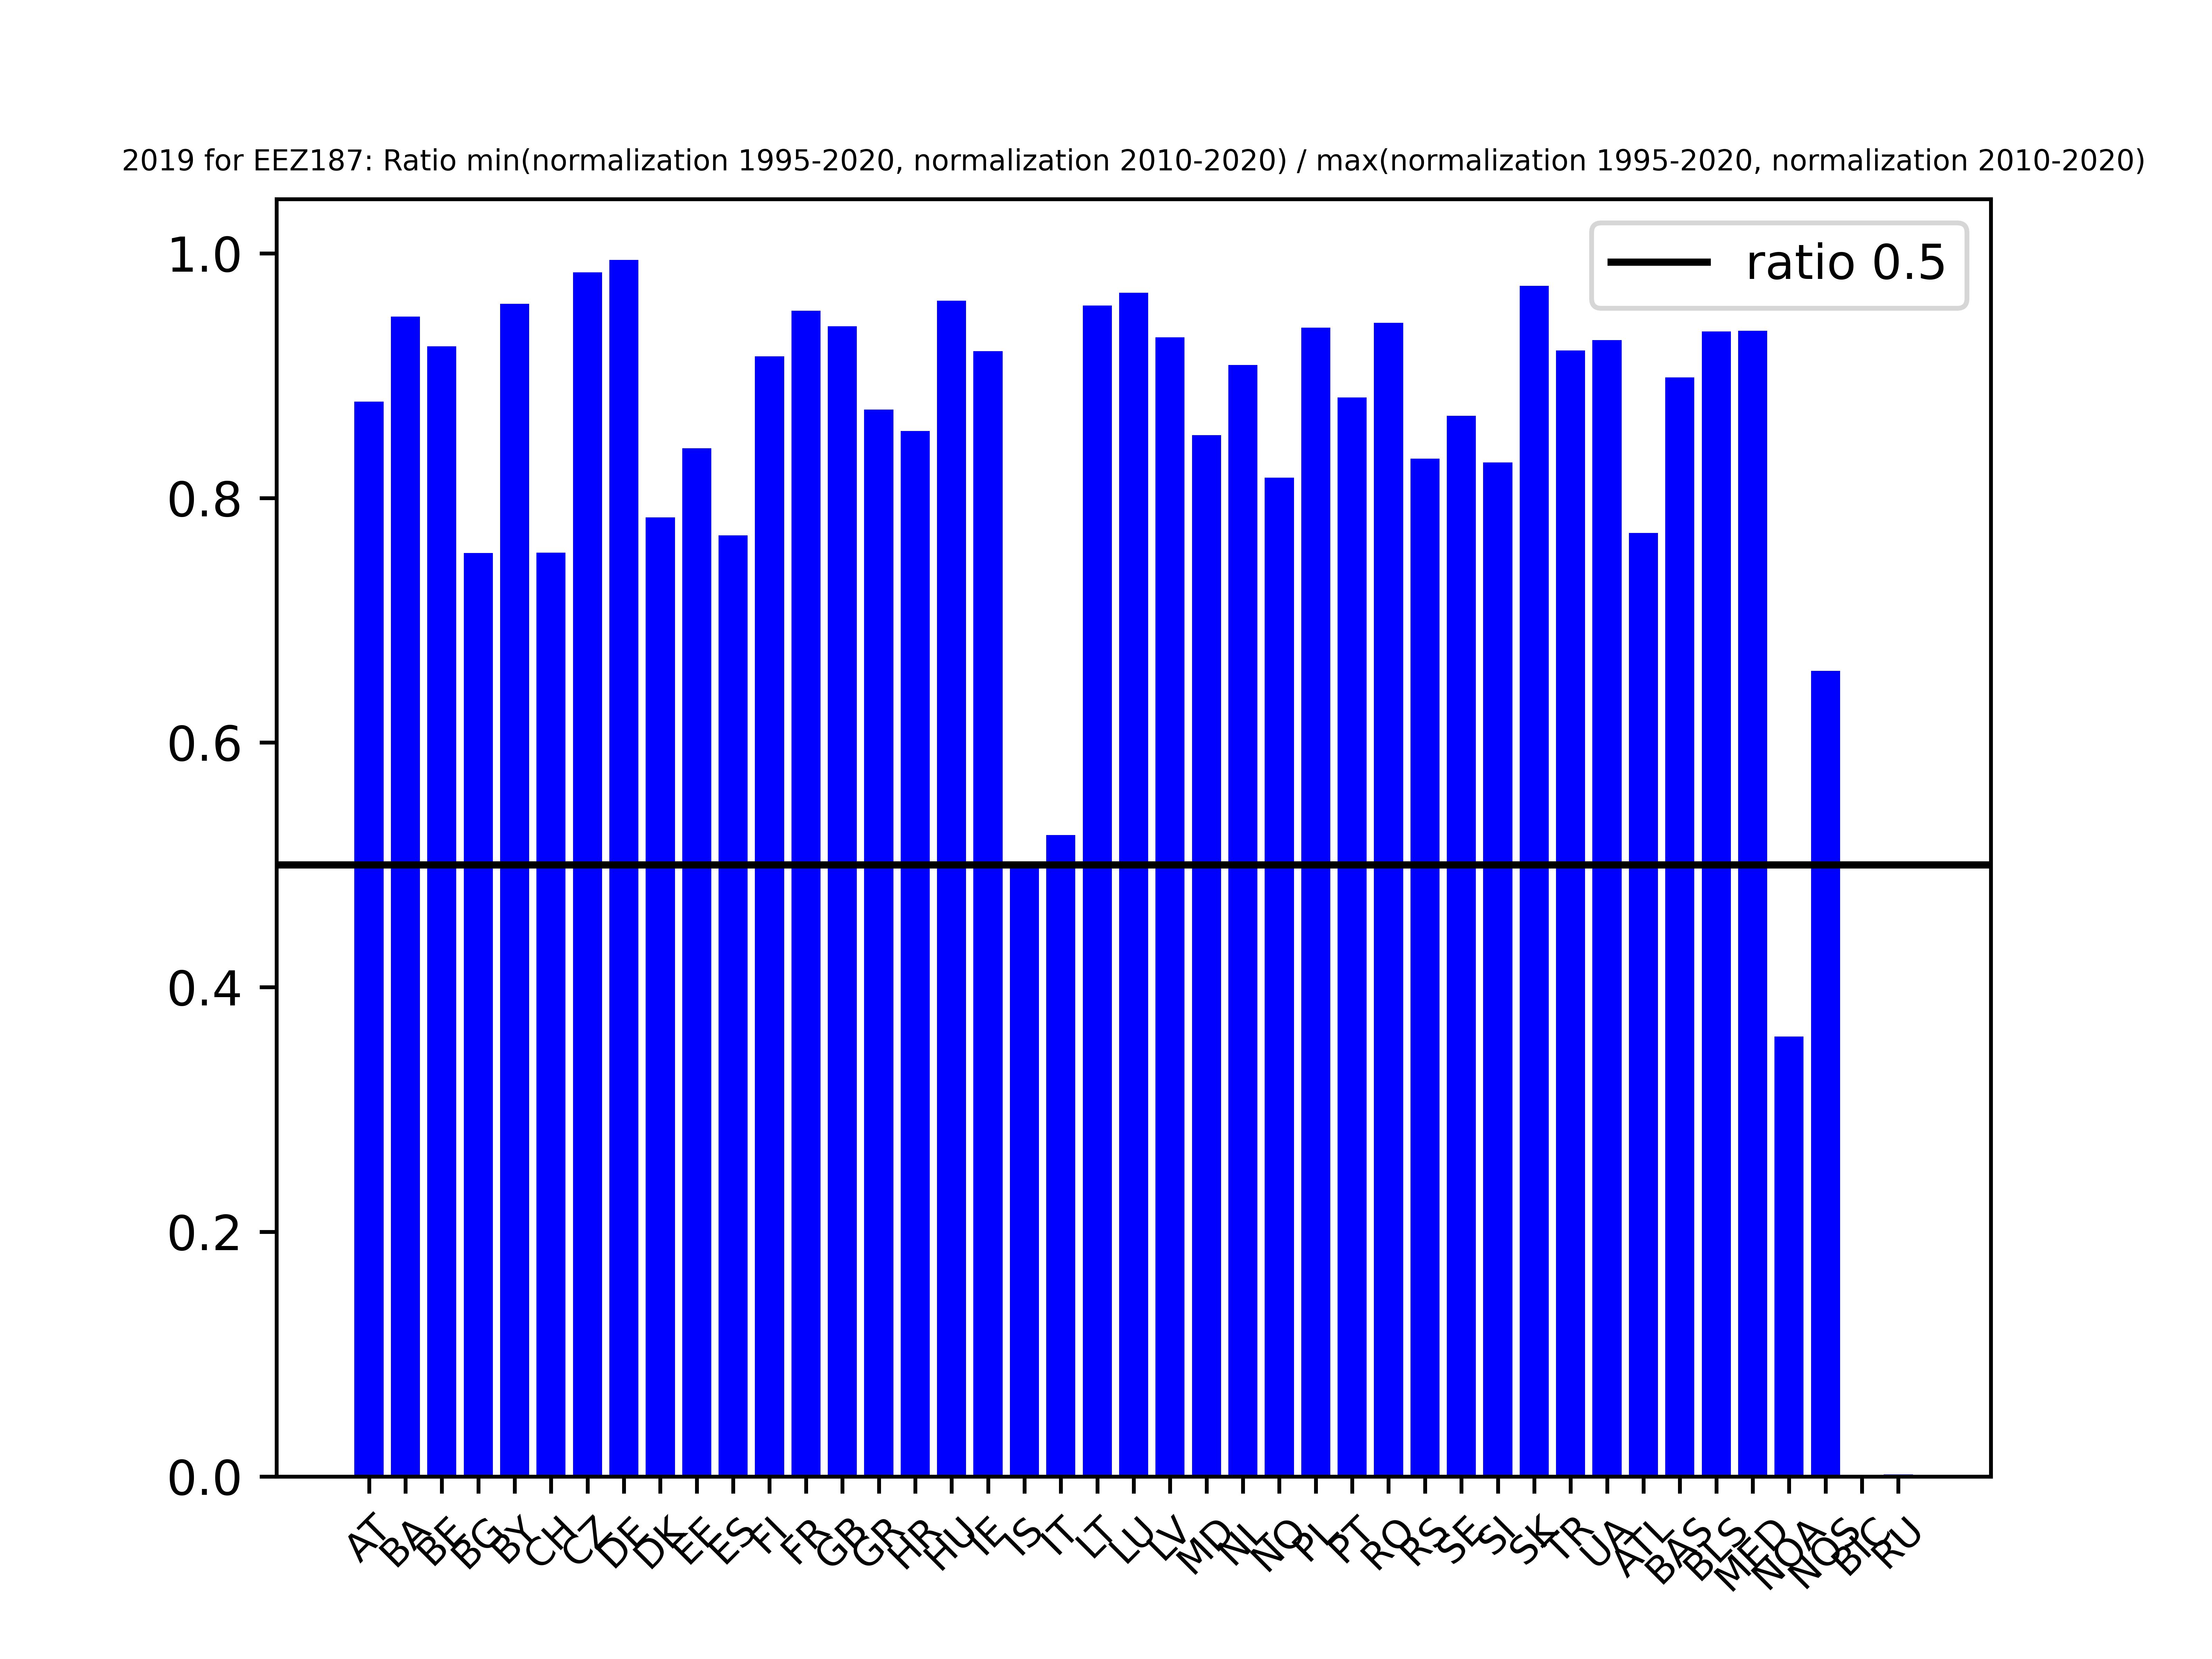 2019 for EEZ187: Ratio min(normalization 1995-2020, normalization 2010-2020) / max(normalization 1995-2020, normalization 2010-2020)
ratio 0.5
1.0
0.8
0.6
0.4
0.2
0.0
AT
BA
BE
BG
BY
CH
CZ
DE
DK
EE
ES
FI
FR
GB
GR
HR
HU
IE
IS
IT
LT
LU
LV
MD
NL
NO
PL
PT
RO
RS
SE
SI
SK
TR
UA
ATL
BAS
BLS
MED
NOA
NOS
BIC
RU